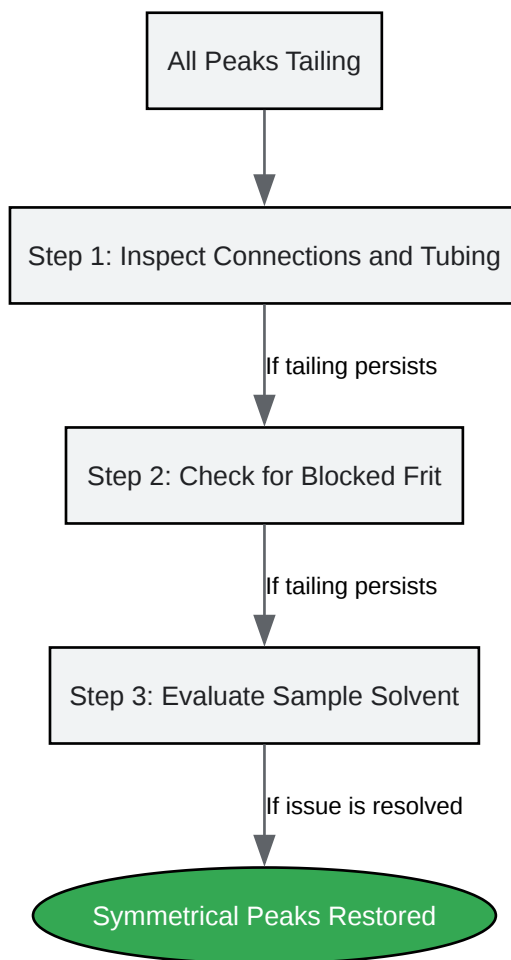 All Peaks Tailing
Step 1: Inspect Connections and Tubing
If tailing persists
Step 2: Check for Blocked Frit
If tailing persists
Step 3: Evaluate Sample Solvent
If issue is resolved
Symmetrical Peaks Restored